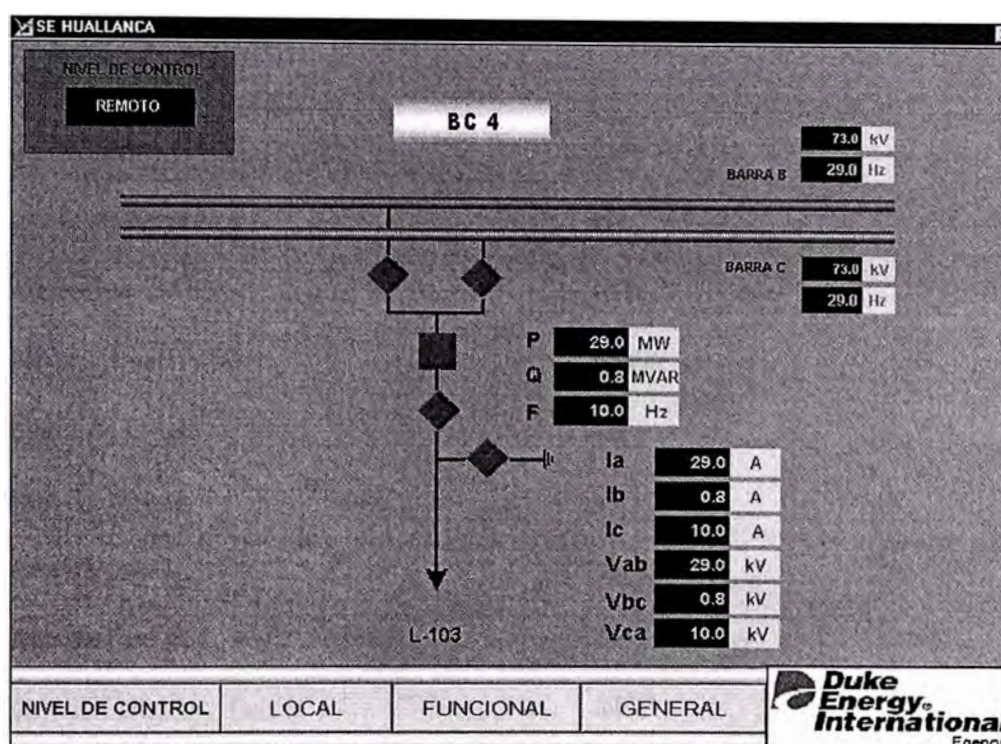 SE HUALLANCA
NIVEL DE CONTROL
REMOTO
BC 4
73.0 kV
BARRA B 29.0 Hz
BARRA C 73.0 kV
29.0 Hz
P 29.0 MW
Q 0.8 MVAR
F 10.0 Hz
Ia 29.0 A
Ib 0.8 A
Ic 10.0 A
Vab 29.0 kV
Vbc 0.8 kV
Vca 10.0 kV
L-103
NIVEL DE CONTROL LOCAL FUNCIONAL GENERAL
Duke
Energy®
International